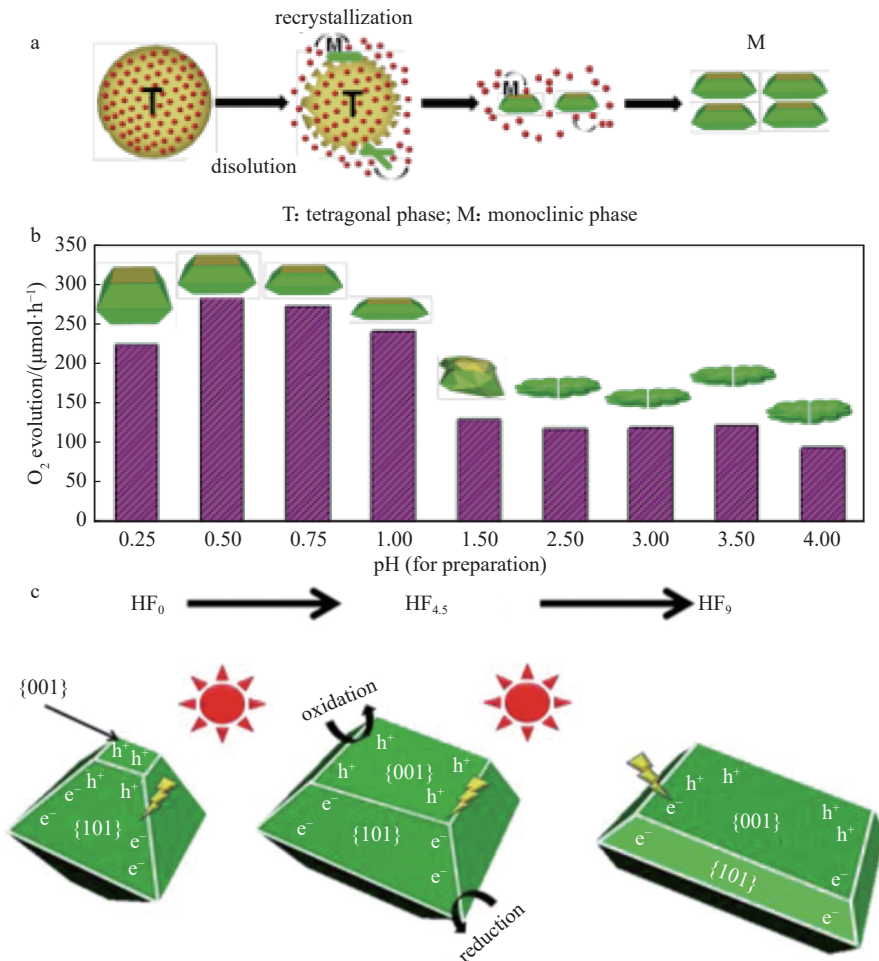 a
recrystallization
M
T
disolution
M
T
M
M
T: tetragonal phase; M: monoclinic phase
b
350
300
250
200
150
100
50
0
O₂ evolution/(μmol·h⁻¹)
0.25 0.50 0.75 1.00 1.50 2.50 3.00 3.50 4.00
pH (for preparation)
c
HF₀ HF₄.₅ HF₉
{001}
h⁺
h⁺ h⁺
h⁺ h⁺
e⁻
e⁻
{101}
e⁻
e⁻
oxidation
h⁺
h⁺ {001} h⁺
h⁺
e⁻
e⁻ {101} e⁻
e⁻
reduction
h⁺ h⁺
e⁻
{001} h⁺
h⁺
e⁻
{101}
e⁻
e⁻